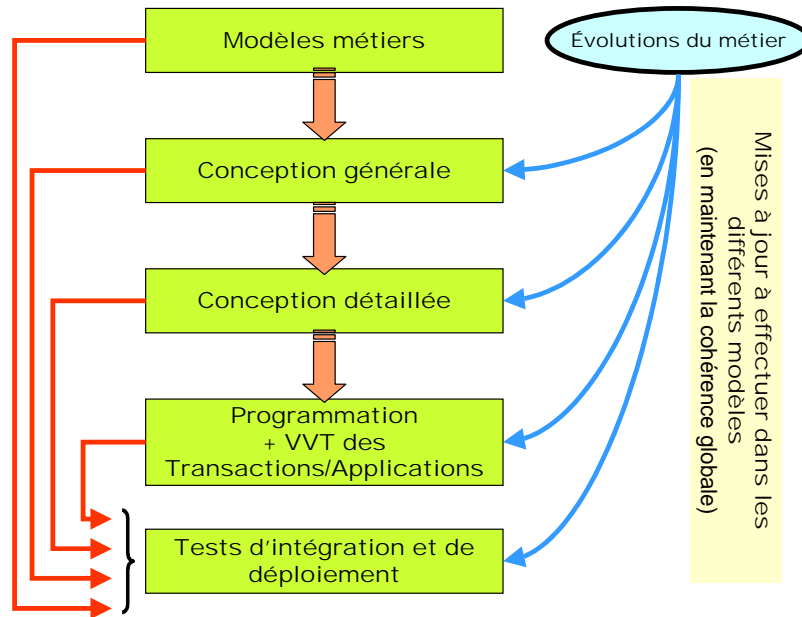 Modèles métiers
Évolutions du métier
Conception générale
Conception détaillée
Programmation
+ VVT des
Transactions/Applications
Tests d'intégration et de
déploiement
Mises à jour à effectuer dans les
différents modèles
(en maintenant la cohérence globale)